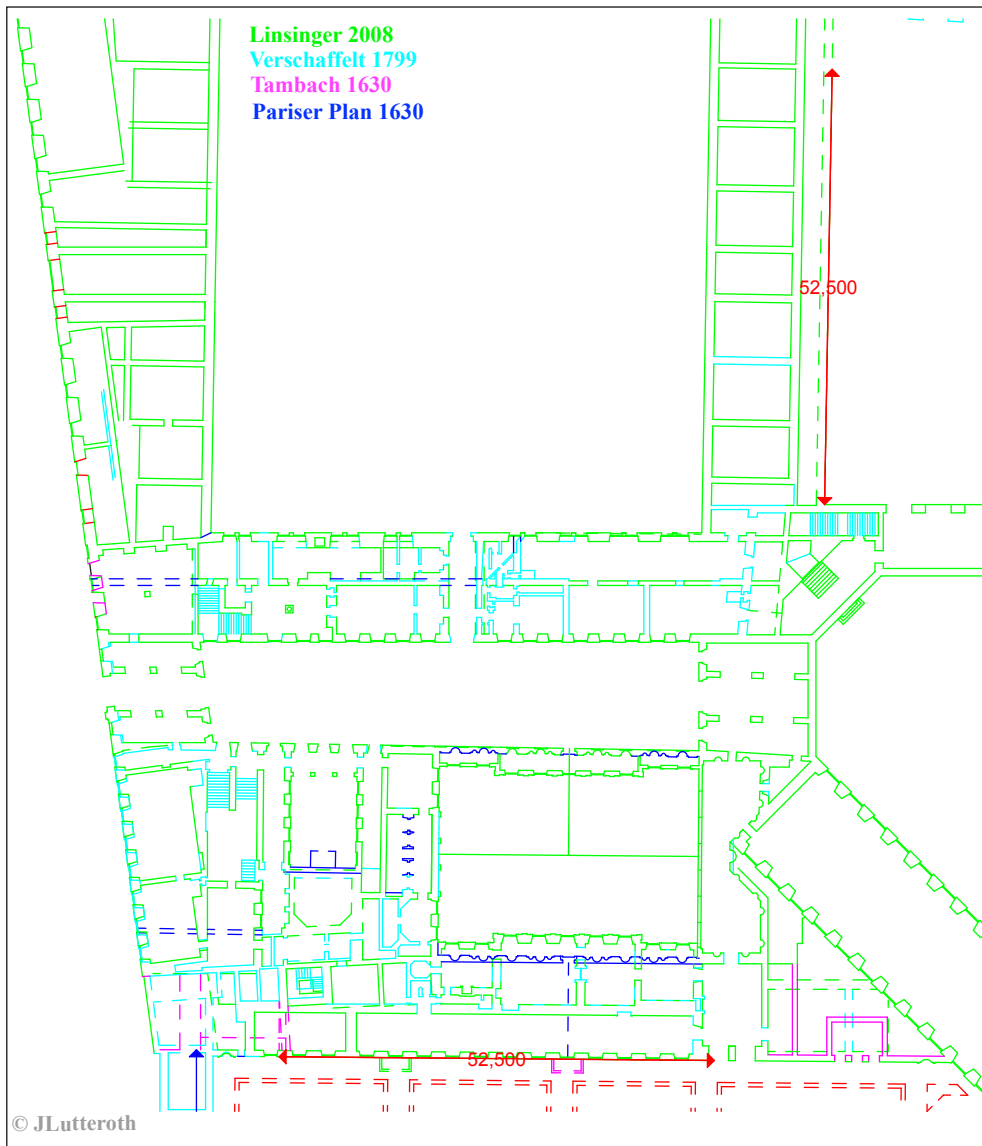 Linsinger 2008
Verschaffelt 1799
Tambach 1630
Pariser Plan 1630
52,500
52,500
© JLutteroth